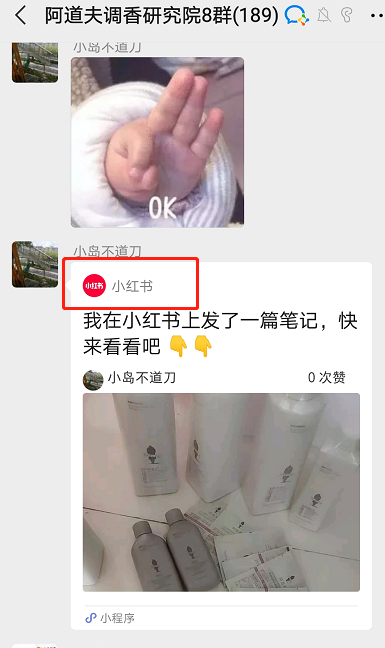 阿道夫调香研究院8群(189)
小岛不道刀
OK
小岛不道刀
小红书
小红书
我在小红书上发了一篇笔记，快
来看看吧 👇👇
小岛不道刀
0 次赞
小程序